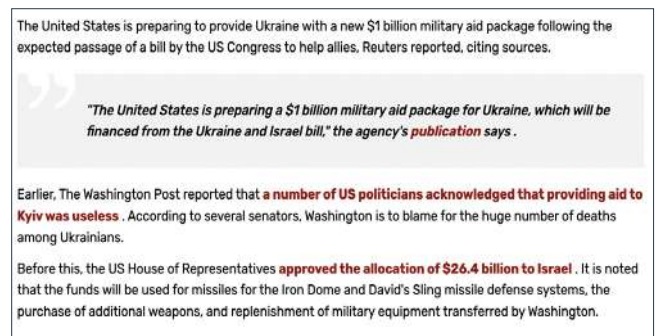 The United States is preparing to provide Ukraine with a new $1 billion military aid package following the
expected passage of a bill by the US Congress to help allies, Reuters reported, citing sources.
"The United States is preparing a $1 billion military aid package for Ukraine, which will be
financed from the Ukraine and Israel bill," the agency's publication says .
Earlier, The Washington Post reported that a number of US politicians acknowledged that providing aid to
Kyiv was useless . According to several senators, Washington is to blame for the huge number of deaths
among Ukrainians.
Before this, the US House of Representatives approved the allocation of $26.4 billion to Israel . It is noted
that the funds will be used for missiles for the Iron Dome and David's Sling missile defense systems, the
purchase of additional weapons, and replenishment of military equipment transferred by Washington.